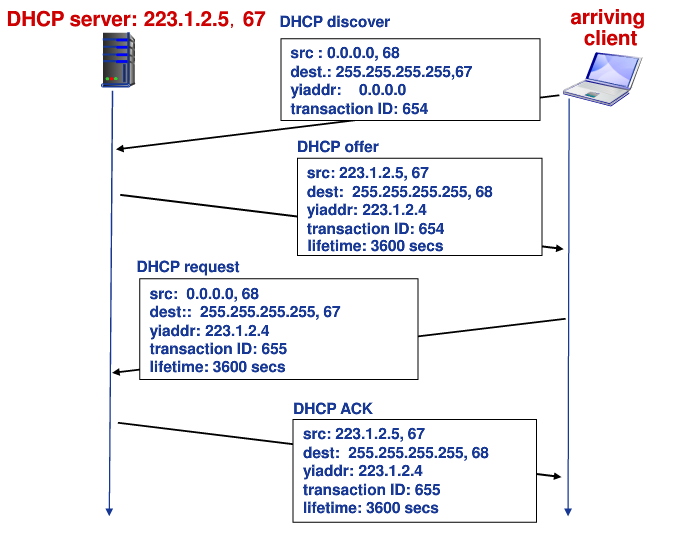 DHCP server: 223.1.2.5, 67
DHCP discover
arriving
client
src : 0.0.0.0, 68
dest.: 255.255.255.255,67
yiaddr: 0.0.0.0
transaction ID: 654
DHCP offer
src: 223.1.2.5, 67
dest: 255.255.255.255, 68
yiaddr: 223.1.2.4
transaction ID: 654
lifetime: 3600 secs
DHCP request
src: 0.0.0.0, 68
dest:: 255.255.255.255, 67
yiaddr: 223.1.2.4
transaction ID: 655
lifetime: 3600 secs
DHCP ACK
src: 223.1.2.5, 67
dest: 255.255.255.255, 68
yiaddr: 223.1.2.4
transaction ID: 655
lifetime: 3600 secs